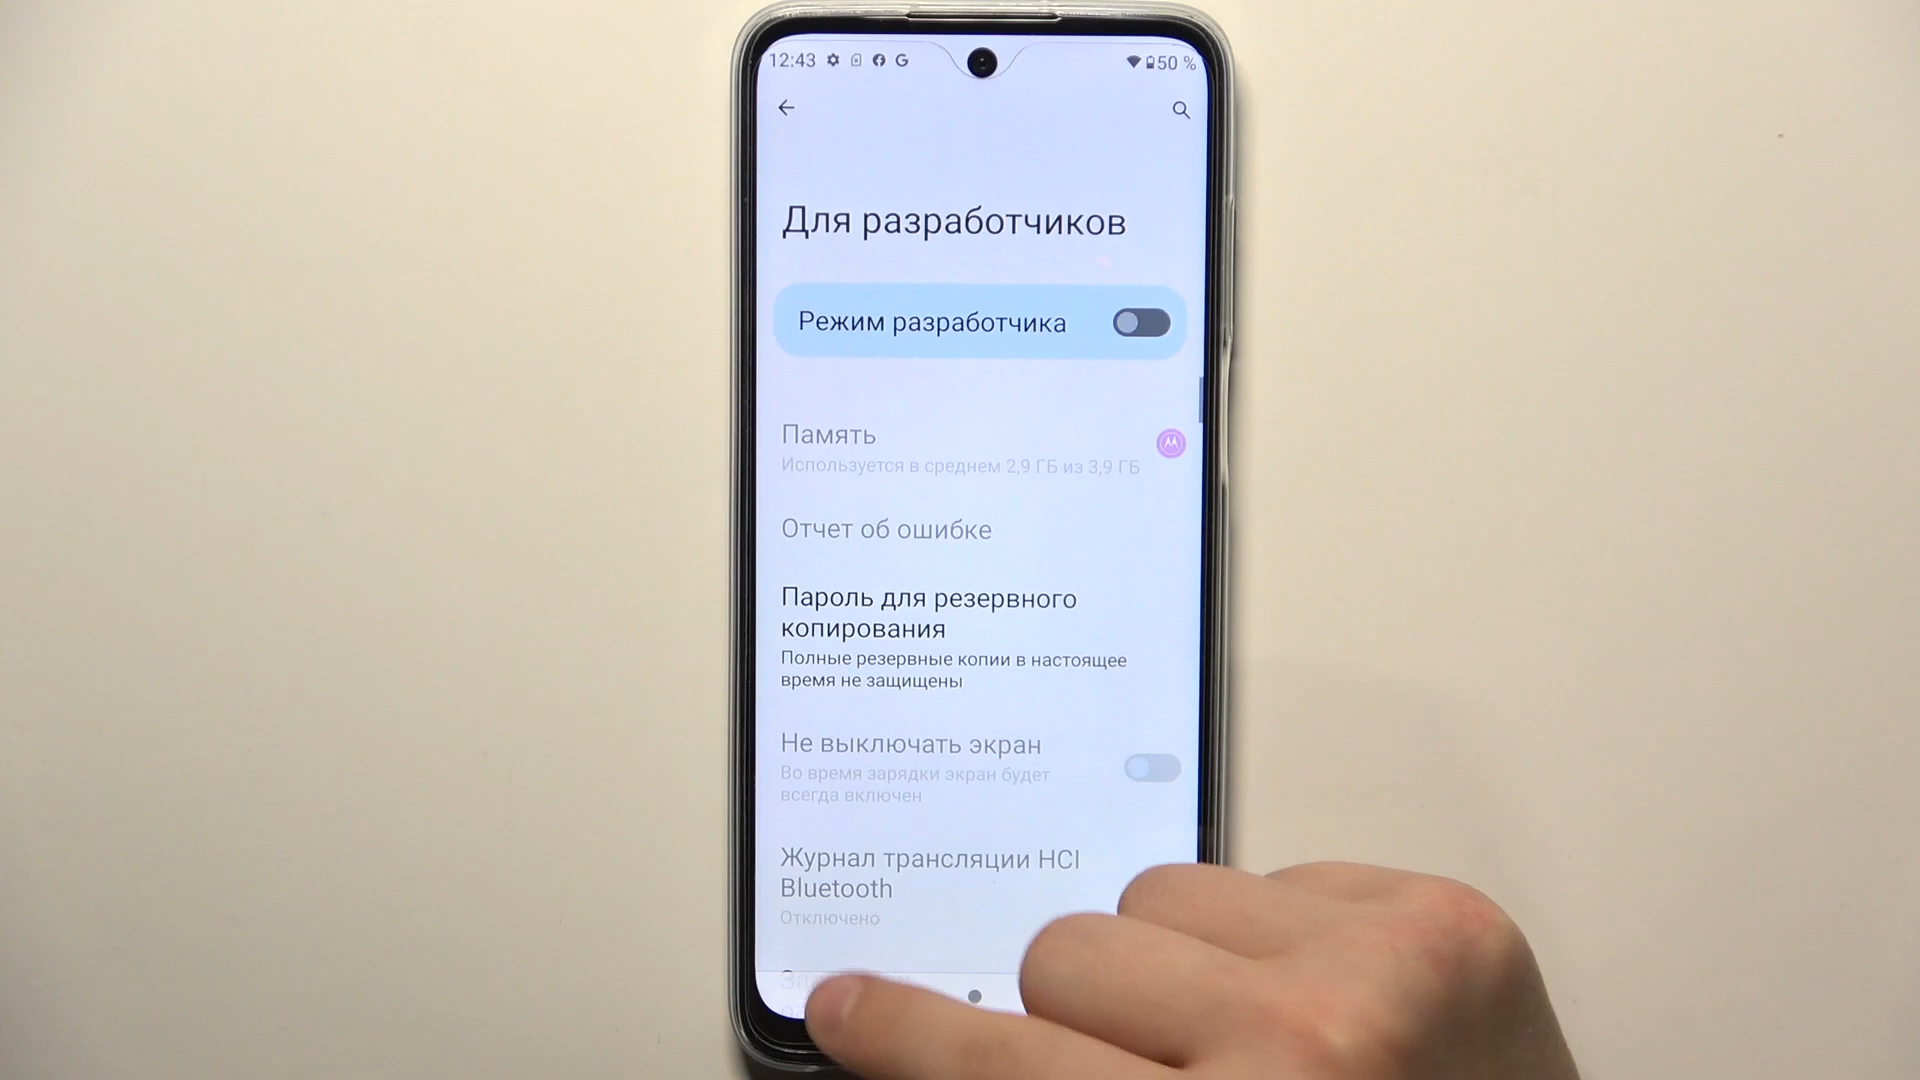 12:43 G 50 %
Для разработчиков
Режим разработчика
Память
Используется в среднем 2,9 ГБ из 3,9 ГБ
Отчет об ошибке
Пароль для резервного
копирования
Полные резервные копии в настоящее
время не защищены
Не выключать экран
Во время зарядки экран будет
всегда включен
Журнал трансляции HCI
Bluetooth
Отключено